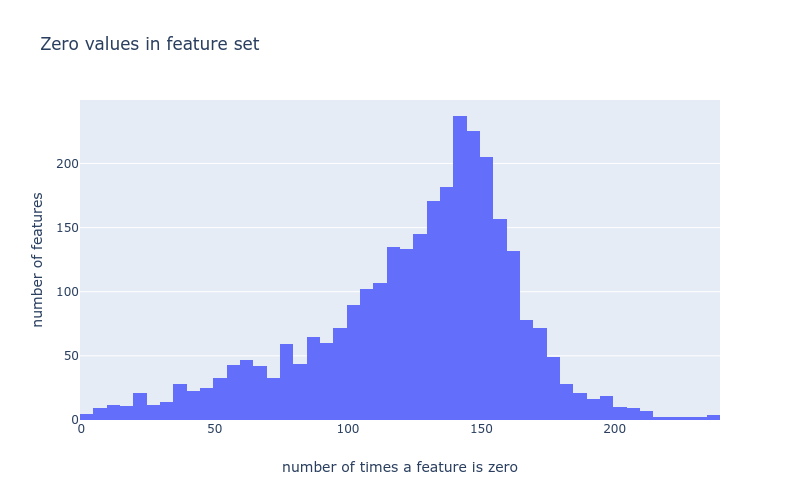 Zero values in feature set
200
150
100
50
0
0 50 100 150 200
number of features
number of times a feature is zero